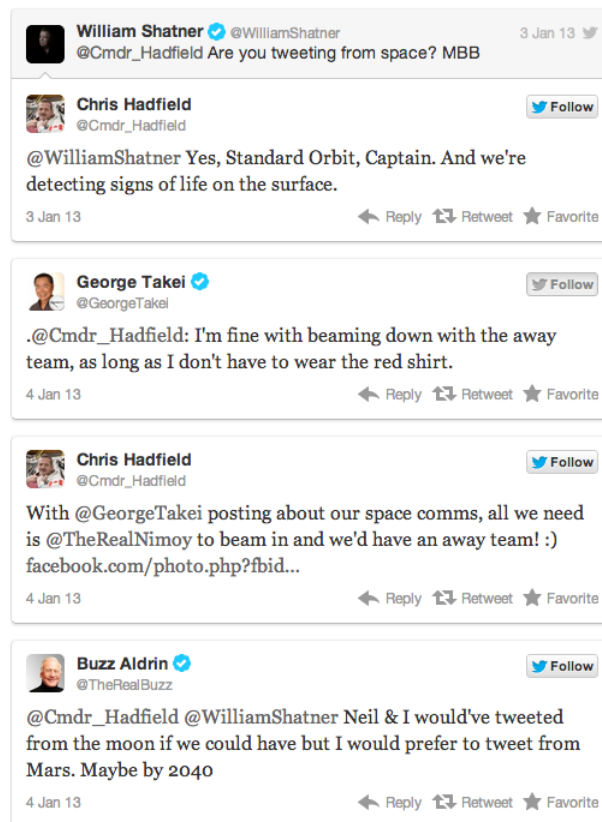 William Shatner @WilliamShatner 3 Jan 13
@Cmdr_Hadfield Are you tweeting from space? MBB
Chris Hadfield Follow
@Cmdr_Hadfield
@WilliamShatner Yes, Standard Orbit, Captain. And we're
detecting signs of life on the surface.
3 Jan 13 Reply Retweet Favorite
George Takei Follow
@GeorgeTakei
.@Cmdr_Hadfield: I'm fine with beaming down with the away
team, as long as I don't have to wear the red shirt.
4 Jan 13 Reply Retweet Favorite
Chris Hadfield Follow
@Cmdr_Hadfield
With @GeorgeTakei posting about our space comms, all we need
is @TheRealNimoy to beam in and we'd have an away team! :)
facebook.com/photo.php?fbid...
4 Jan 13 Reply Retweet Favorite
Buzz Aldrin Follow
@TheRealBuzz
@Cmdr_Hadfield @WilliamShatner Neil & I would've tweeted
from the moon if we could have but I would prefer to tweet from
Mars. Maybe by 2040
4 Jan 13 Reply Retweet Favorite